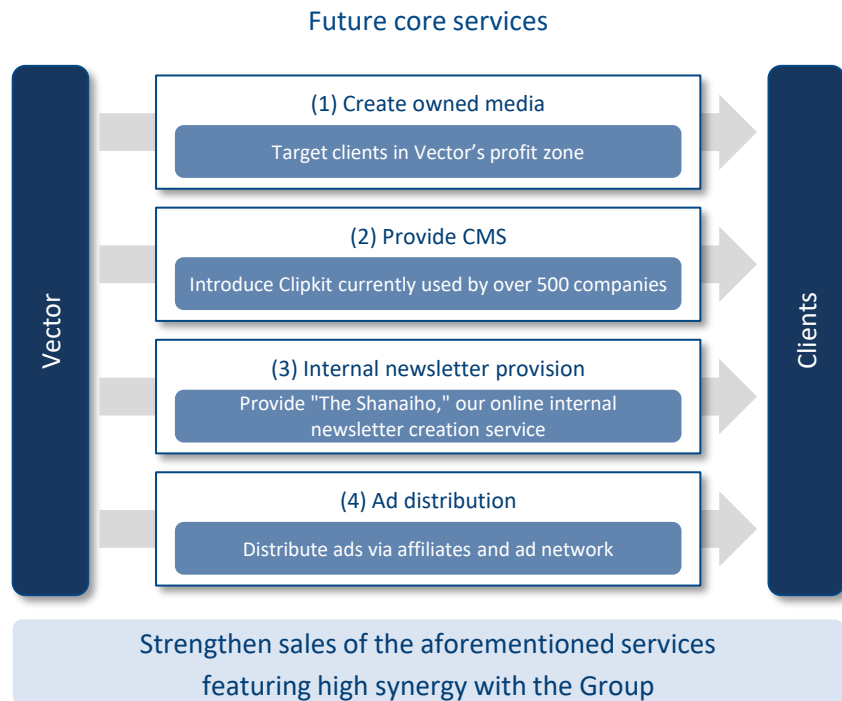 Future core services
Vector
(1) Create owned media
Target clients in Vector's profit zone
(2) Provide CMS
Introduce Clipkit currently used by over 500 companies
(3) Internal newsletter provision
Provide "The Shanaiho," our online internal
newsletter creation service
(4) Ad distribution
Distribute ads via affiliates and ad network
Clients
Strengthen sales of the aforementioned services
featuring high synergy with the Group